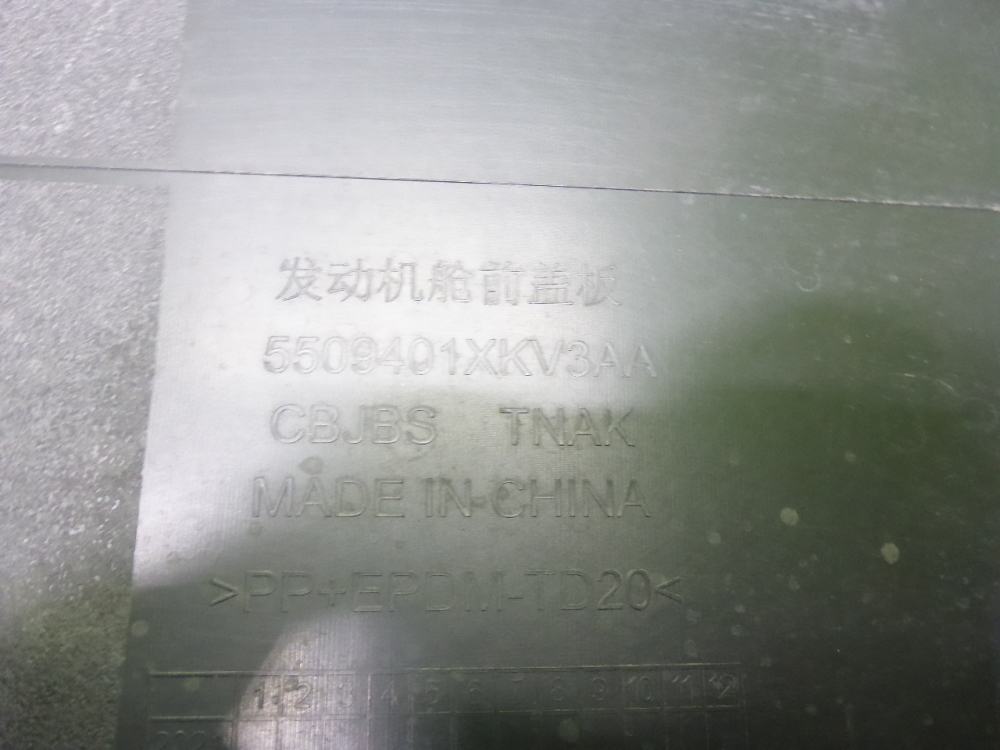 发动机舱前盖板
5509401XKV3AA
CBJBS TNAK
MADE IN CHINA
>PP+EPDM-TD20<
1 2 3 4 5 6 7 8 9 10 11 12